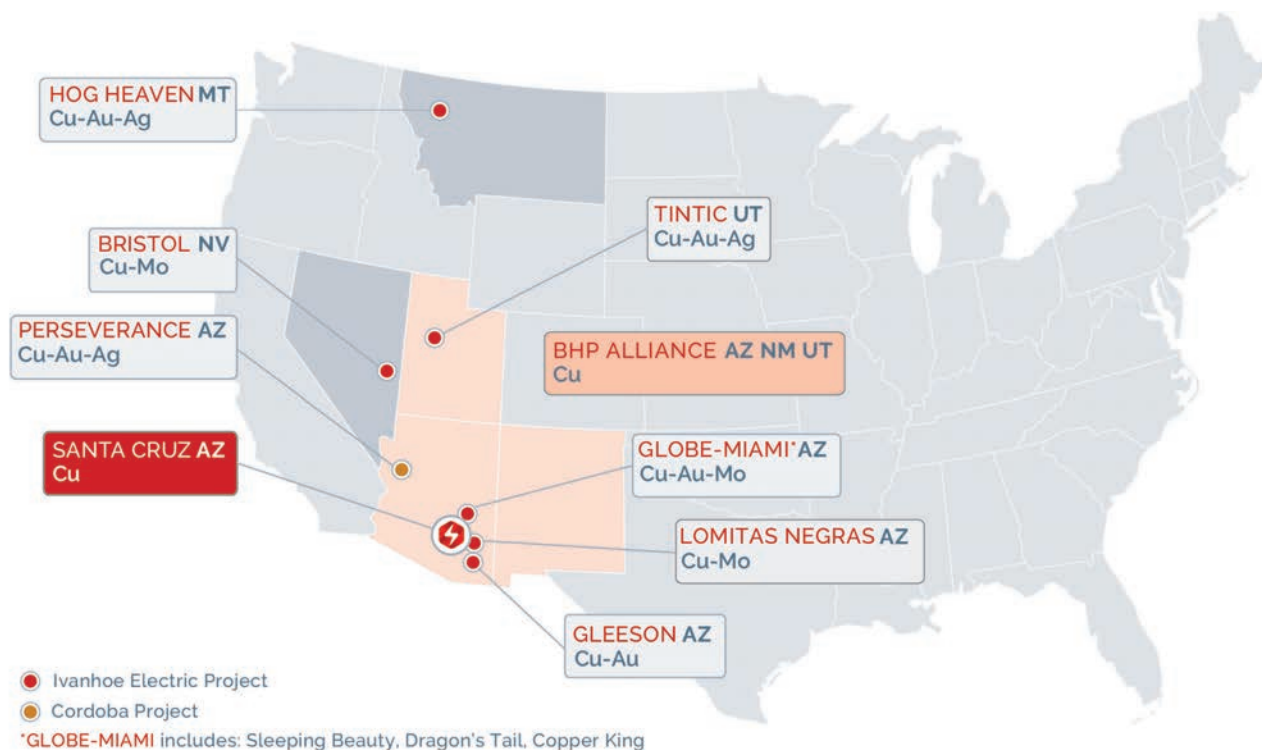 HOG HEAVEN MT
Cu-Au-Ag
TINTIC UT
Cu-Au-Ag
BRISTOL NV
Cu-Mo
PERSEVERANCE AZ
Cu-Au-Ag
BHP ALLIANCE AZ NM UT
Cu
SANTA CRUZ AZ
Cu
GLOBE-MIAMI* AZ
Cu-Au-Mo
LOMITAS NEGRAS AZ
Cu-Mo
GLEESON AZ
Cu-Au
Ivanhoe Electric Project
Cordoba Project
*GLOBE-MIAMI includes: Sleeping Beauty, Dragon's Tail, Copper King